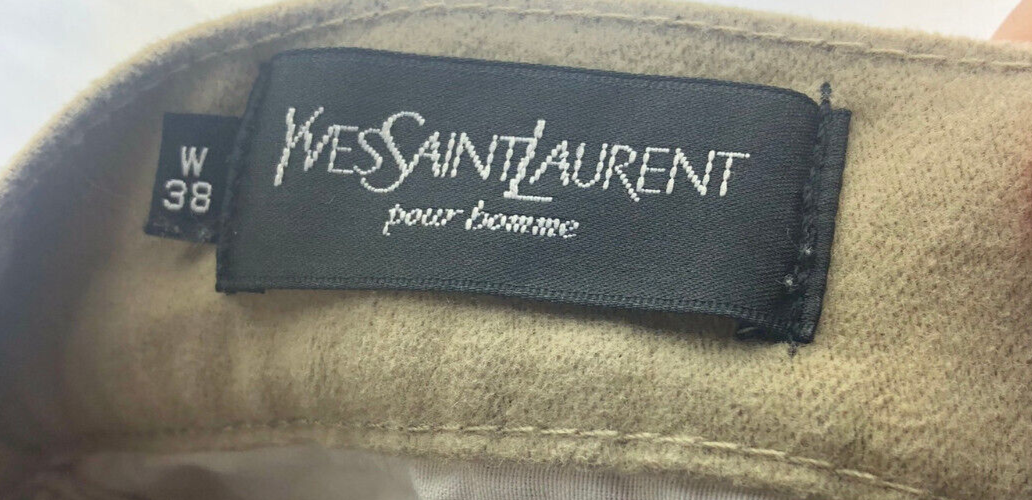 W
38
YVESSAINTLAURENT
pour homme